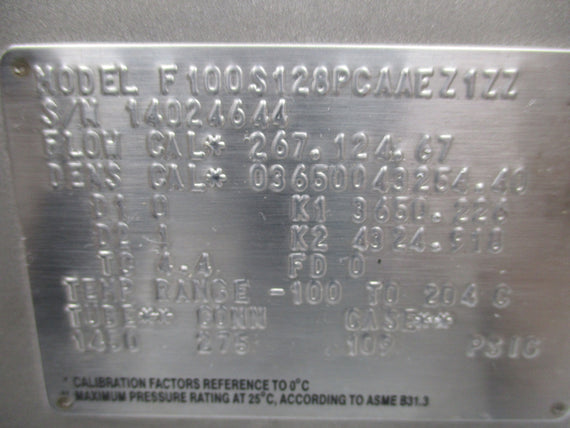 MODEL F100S128PCAAEZ1ZZ
S/N 14024644
FLOW CAL* 267.124.67
DENS CAL* 03650043254.40
D1 0 K1 3650.226
D2 1 K2 4324.918
TC 4.4 FD 0
TEMP RANGE -100 TO 204 C
TUBE** CONN CASE**
1450 275 109 PSIG
* CALIBRATION FACTORS REFERENCE TO 0°C
** MAXIMUM PRESSURE RATING AT 25°C, ACCORDING TO ASME B31.3